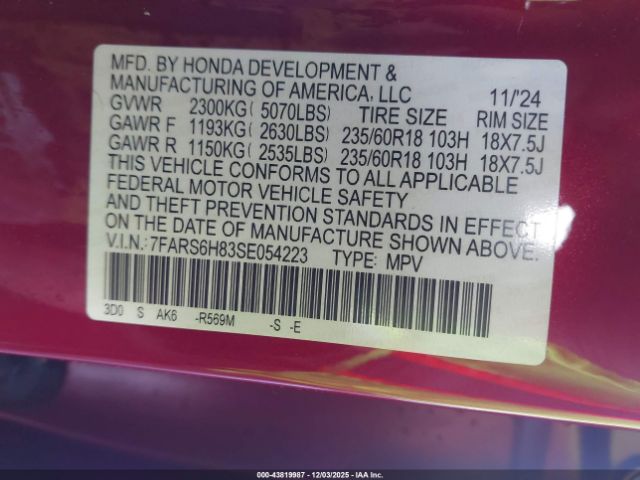 MFD. BY HONDA DEVELOPMENT &
MANUFACTURING OF AMERICA, LLC 11/'24
GVWR 2300KG( 5070LBS) TIRE SIZE RIM SIZE
GAWR F 1193KG( 2630LBS) 235/60R18 103H 18X7.5J
GAWR R 1150KG( 2535LBS) 235/60R18 103H 18X7.5J
THIS VEHICLE CONFORMS TO ALL APPLICABLE
FEDERAL MOTOR VEHICLE SAFETY
AND THEFT PREVENTION STANDARDS IN EFFECT
ON THE DATE OF MANUFACTURE SHOWN ABOVE.
V.I.N.: 7FARS6H83SE054223 TYPE: MPV
3D0 S AK6 -R569M -S -E
000-43819987 - 12/03/2025 - IAA Inc.